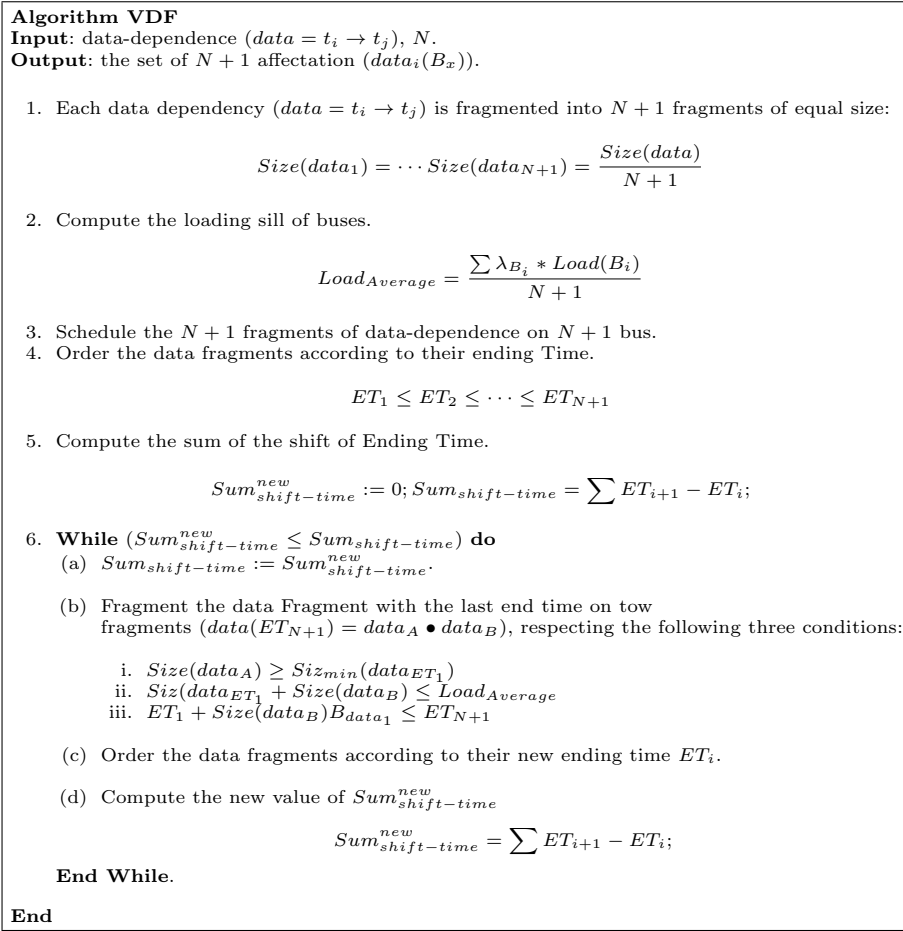 Algorithm VDF
Input: data-dependence (data = t_i → t_j), N.
Output: the set of N + 1 affectation (data_i(B_x)).
1. Each data dependency (data = t_i → t_j) is fragmented into N + 1 fragments of equal size:
Size(data_1) = ⋯ Size(data_{N+1}) = \frac{Size(data)}{N + 1}
2. Compute the loading sill of buses.
Load_{Average} = \frac{∑ λ_{B_i} * Load(B_i)}{N + 1}
3. Schedule the N + 1 fragments of data-dependence on N + 1 bus.
4. Order the data fragments according to their ending Time.
ET_1 ≤ ET_2 ≤ ⋯ ≤ ET_{N+1}
5. Compute the sum of the shift of Ending Time.
Sum^{new}_{shift−time} := 0; Sum_{shift−time} = ∑ ET_{i+1} − ET_i;
6. While (Sum^{new}_{shift−time} ≤ Sum_{shift−time}) do
(a) Sum_{shift−time} := Sum^{new}_{shift−time}.
(b) Fragment the data Fragment with the last end time on tow
fragments (data(ET_{N+1}) = data_A • data_B), respecting the following three conditions:
i. Size(data_A) ≥ Siz_{min}(data_{ET_1})
ii. Siz(data_{ET_1} + Size(data_B) ≤ Load_{Average}
iii. ET_1 + Size(data_B)B_{data_1} ≤ ET_{N+1}
(c) Order the data fragments according to their new ending time ET_i.
(d) Compute the new value of Sum^{new}_{shift−time}
Sum^{new}_{shift−time} = ∑ ET_{i+1} − ET_i;
End While.
End